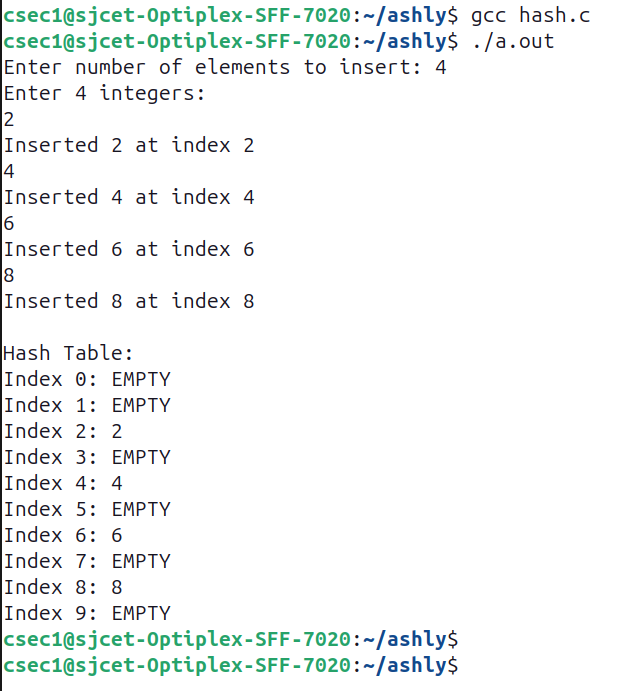 csec1@sjcet-Optiplex-SFF-7020:~/ashly$ gcc hash.c
csec1@sjcet-Optiplex-SFF-7020:~/ashly$ ./a.out
Enter number of elements to insert: 4
Enter 4 integers:
2
Inserted 2 at index 2
4
Inserted 4 at index 4
6
Inserted 6 at index 6
8
Inserted 8 at index 8

Hash Table:
Index 0: EMPTY
Index 1: EMPTY
Index 2: 2
Index 3: EMPTY
Index 4: 4
Index 5: EMPTY
Index 6: 6
Index 7: EMPTY
Index 8: 8
Index 9: EMPTY
csec1@sjcet-Optiplex-SFF-7020:~/ashly$
csec1@sjcet-Optiplex-SFF-7020:~/ashly$